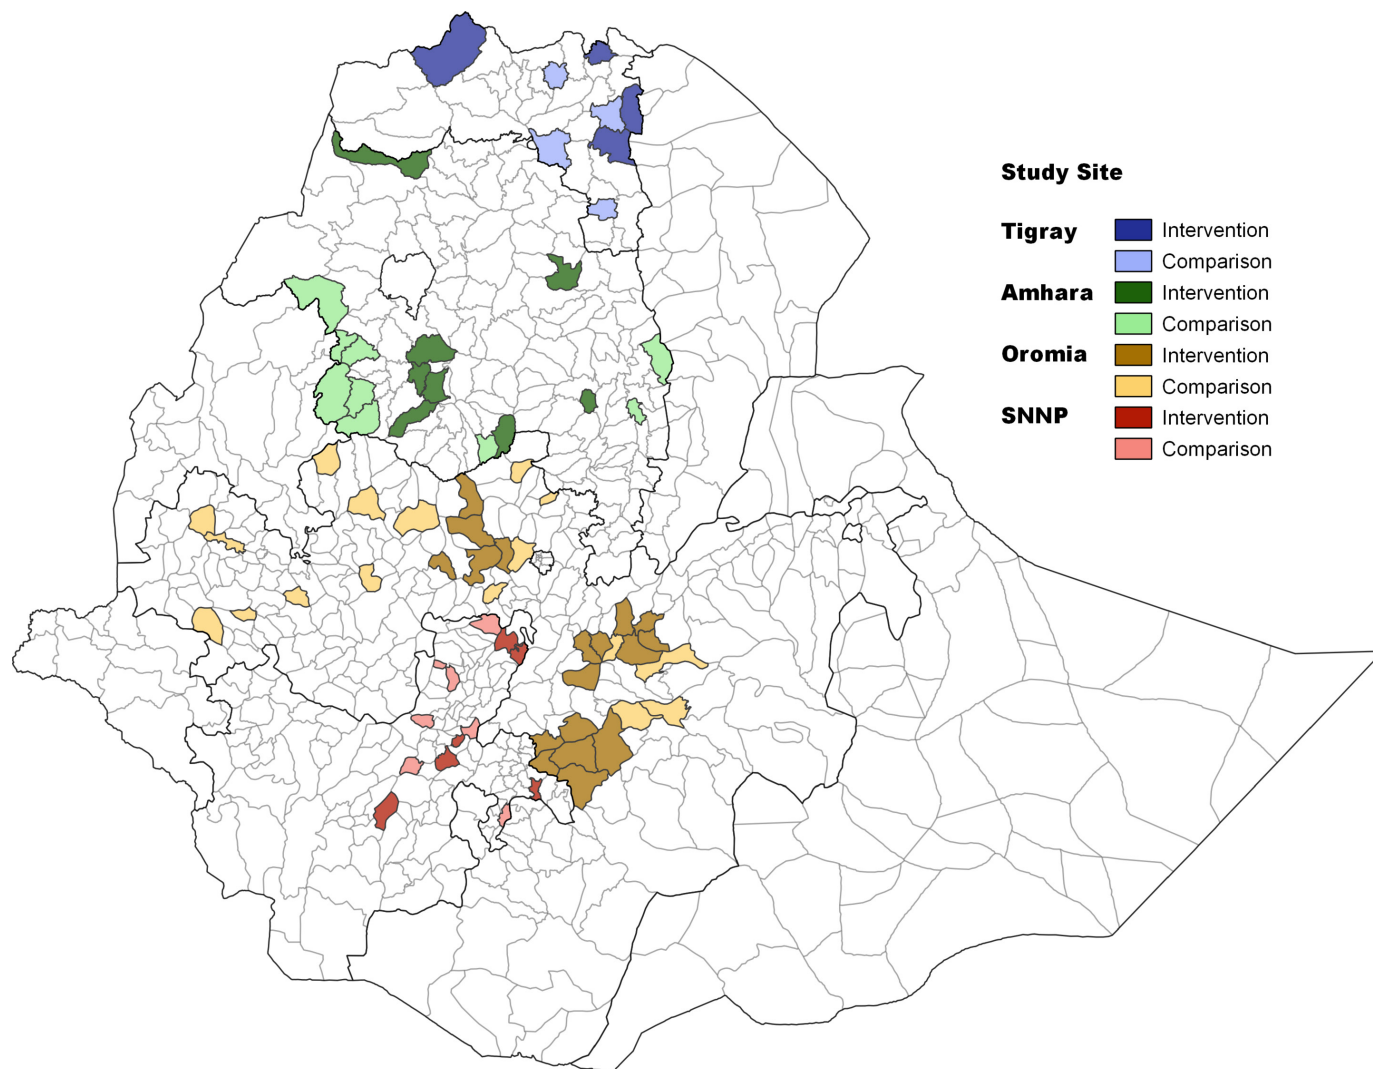 Study Site
Tigray Intervention
Comparison
Amhara Intervention
Comparison
Oromia Intervention
Comparison
SNNP Intervention
Comparison